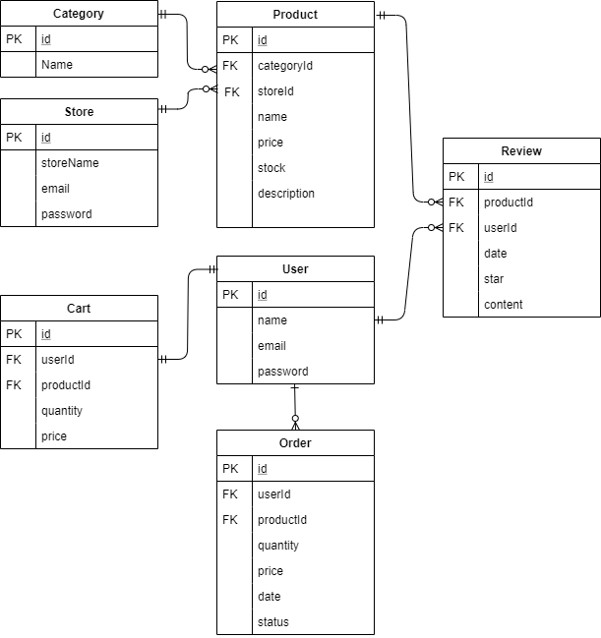 Category
PK id
Name
Store
PK id
storeName
email
password
Product
PK id
FK categoryId
FK storeId
name
price
stock
description
Review
PK id
FK productId
FK userId
date
star
content
User
PK id
name
email
password
Cart
PK id
FK userId
FK productId
quantity
price
Order
PK id
FK userId
FK productId
quantity
price
date
status